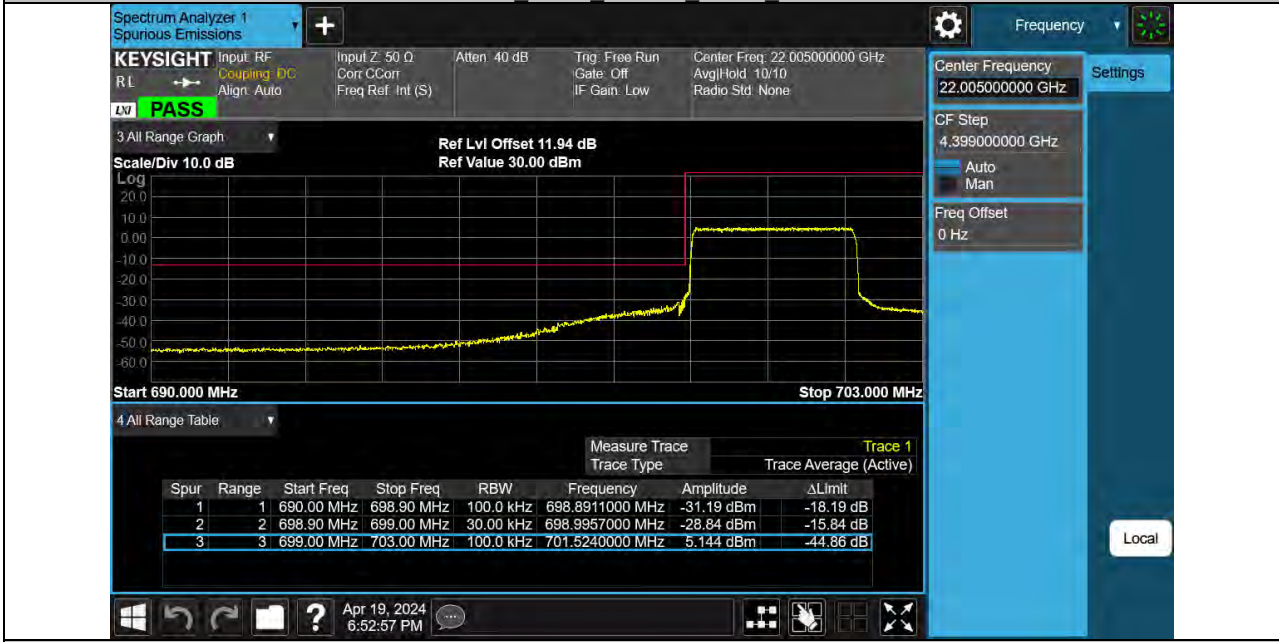 Spectrum Analyzer 1
Spurious Emissions
Frequency
KEYSIGHT Input: RF Input Z: 50 Ω Atten: 40 dB Trig: Free Run Center Freq: 22.005000000 GHz
RL Coupling: DC Corr CCorr Gate: Off Avg|Hold: 10/10
Align: Auto Freq Ref: Int (S) IF Gain: Low Radio Std: None
LXI PASS
Center Frequency
22.005000000 GHz
Settings
CF Step
4.399000000 GHz
Auto
Man
Freq Offset
0 Hz
3 All Range Graph
Ref Lvl Offset 11.94 dB
Scale/Div 10.0 dB Ref Value 30.00 dBm
Log
20.0
10.0
0.00
-10.0
-20.0
-30.0
-40.0
-50.0
-60.0
Start 690.000 MHz Stop 703.000 MHz
4 All Range Table
Measure Trace Trace 1
Trace Type Trace Average (Active)
Spur Range Start Freq Stop Freq RBW Frequency Amplitude ΔLimit
1 1 690.00 MHz 698.90 MHz 100.0 kHz 698.8911000 MHz -31.19 dBm -18.19 dB
2 2 698.90 MHz 699.00 MHz 30.00 kHz 698.9957000 MHz -28.84 dBm -15.84 dB
3 3 699.00 MHz 703.00 MHz 100.0 kHz 701.5240000 MHz 5.144 dBm -44.86 dB
Local
Apr 19, 2024
6:52:57 PM